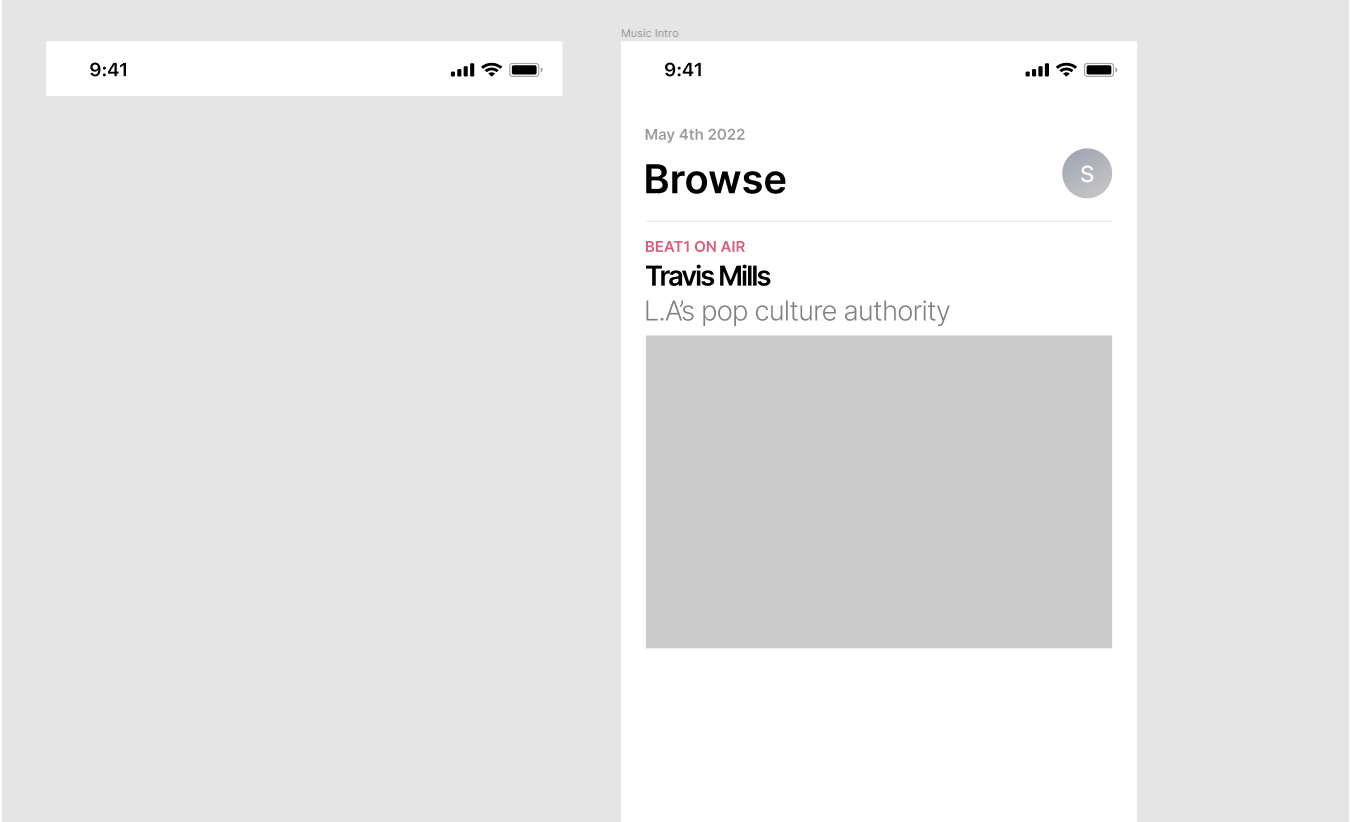 9:41
Music Intro
9:41
May 4th 2022
Browse
S
BEAT1 ON AIR
Travis Mills
L.A's pop culture authority